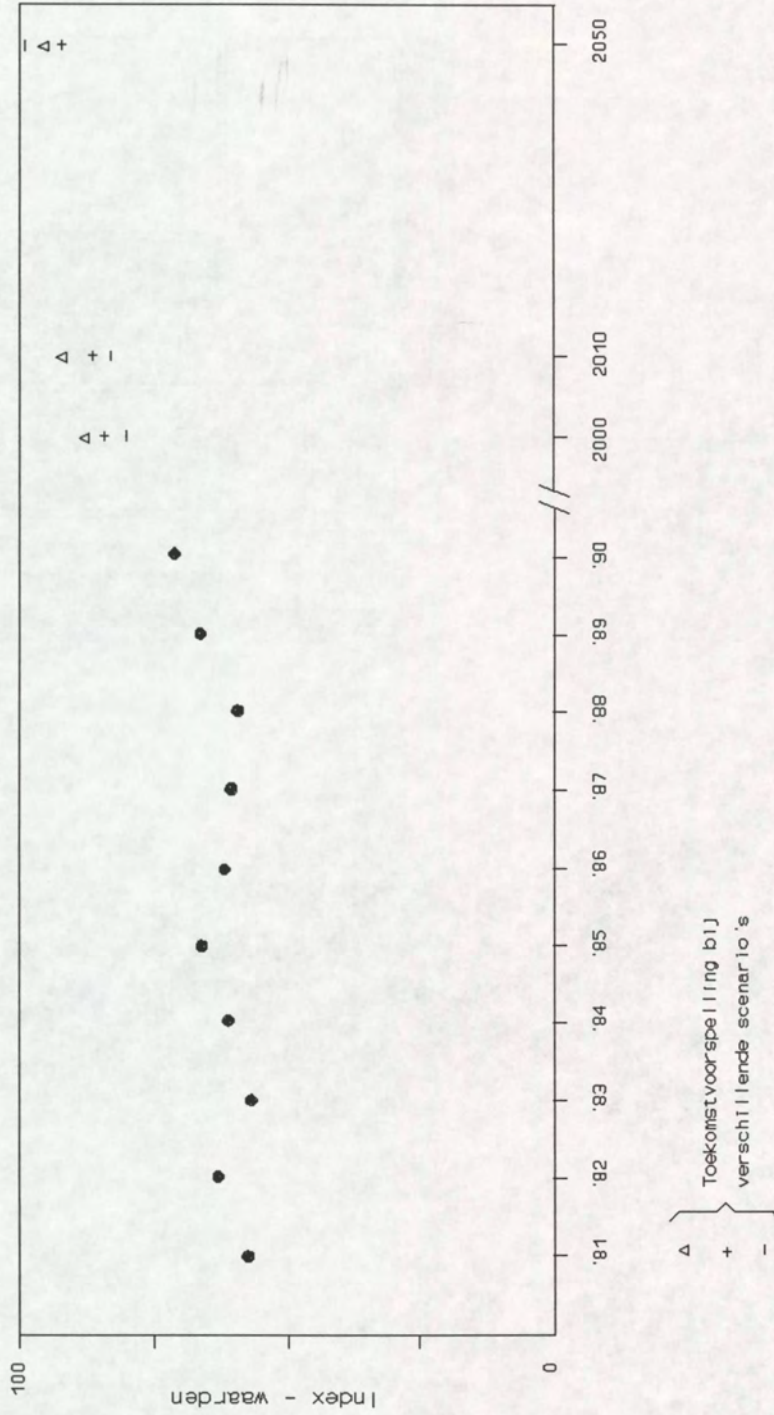 100
Index - waarden
0
'81 '82 '83 '84 '85 '86 '87 '88 '89 '90 2000 2010 2050
Δ
+ Toekomstvoorspelling bij
− verschillende scenario's